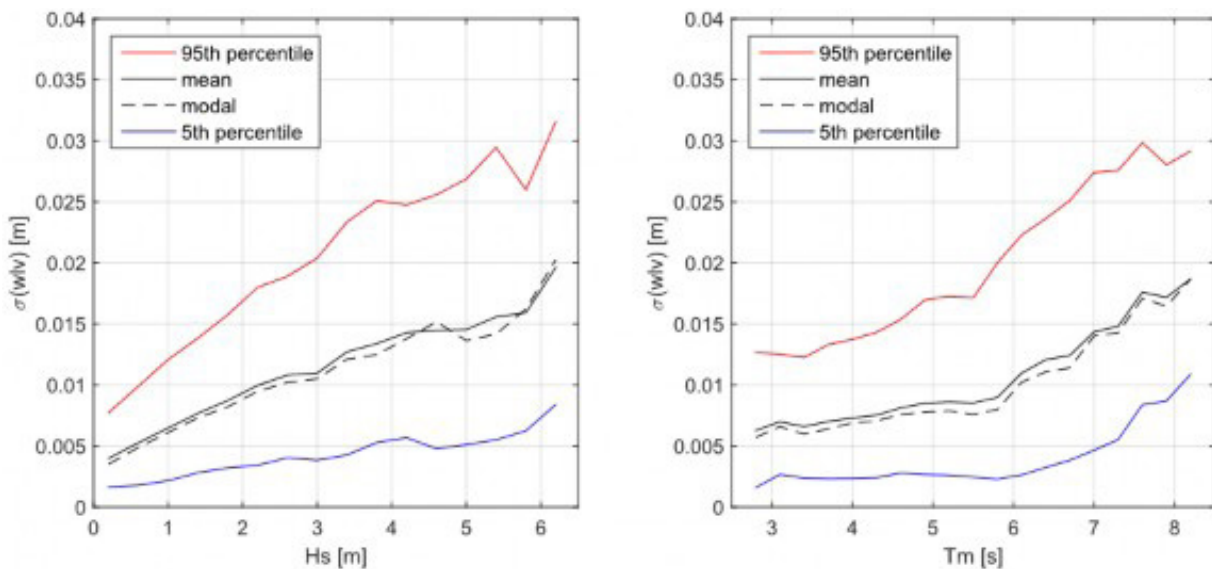 0.04
0.035
0.03
0.025
0.02
0.015
0.01
0.005
0
σ(wlv) [m]
95th percentile
mean
modal
5th percentile
0 1 2 3 4 5 6
Hs [m]
0.04
0.035
0.03
0.025
0.02
0.015
0.01
0.005
0
σ(wlv) [m]
95th percentile
mean
modal
5th percentile
3 4 5 6 7 8
Tm [s]